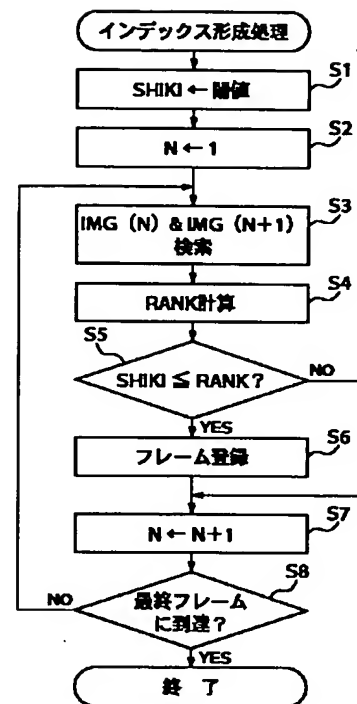 インデックス形成処理
S1
SHIKI ← 閾値
S2
N ← 1
S3
IMG (N) & IMG (N+1)
検索
S4
RANK計算
S5
SHIKI ≦ RANK?
NO
YES
S6
フレーム登録
S7
N ← N+1
S8
最終フレーム
に到達?
NO
YES
終 了